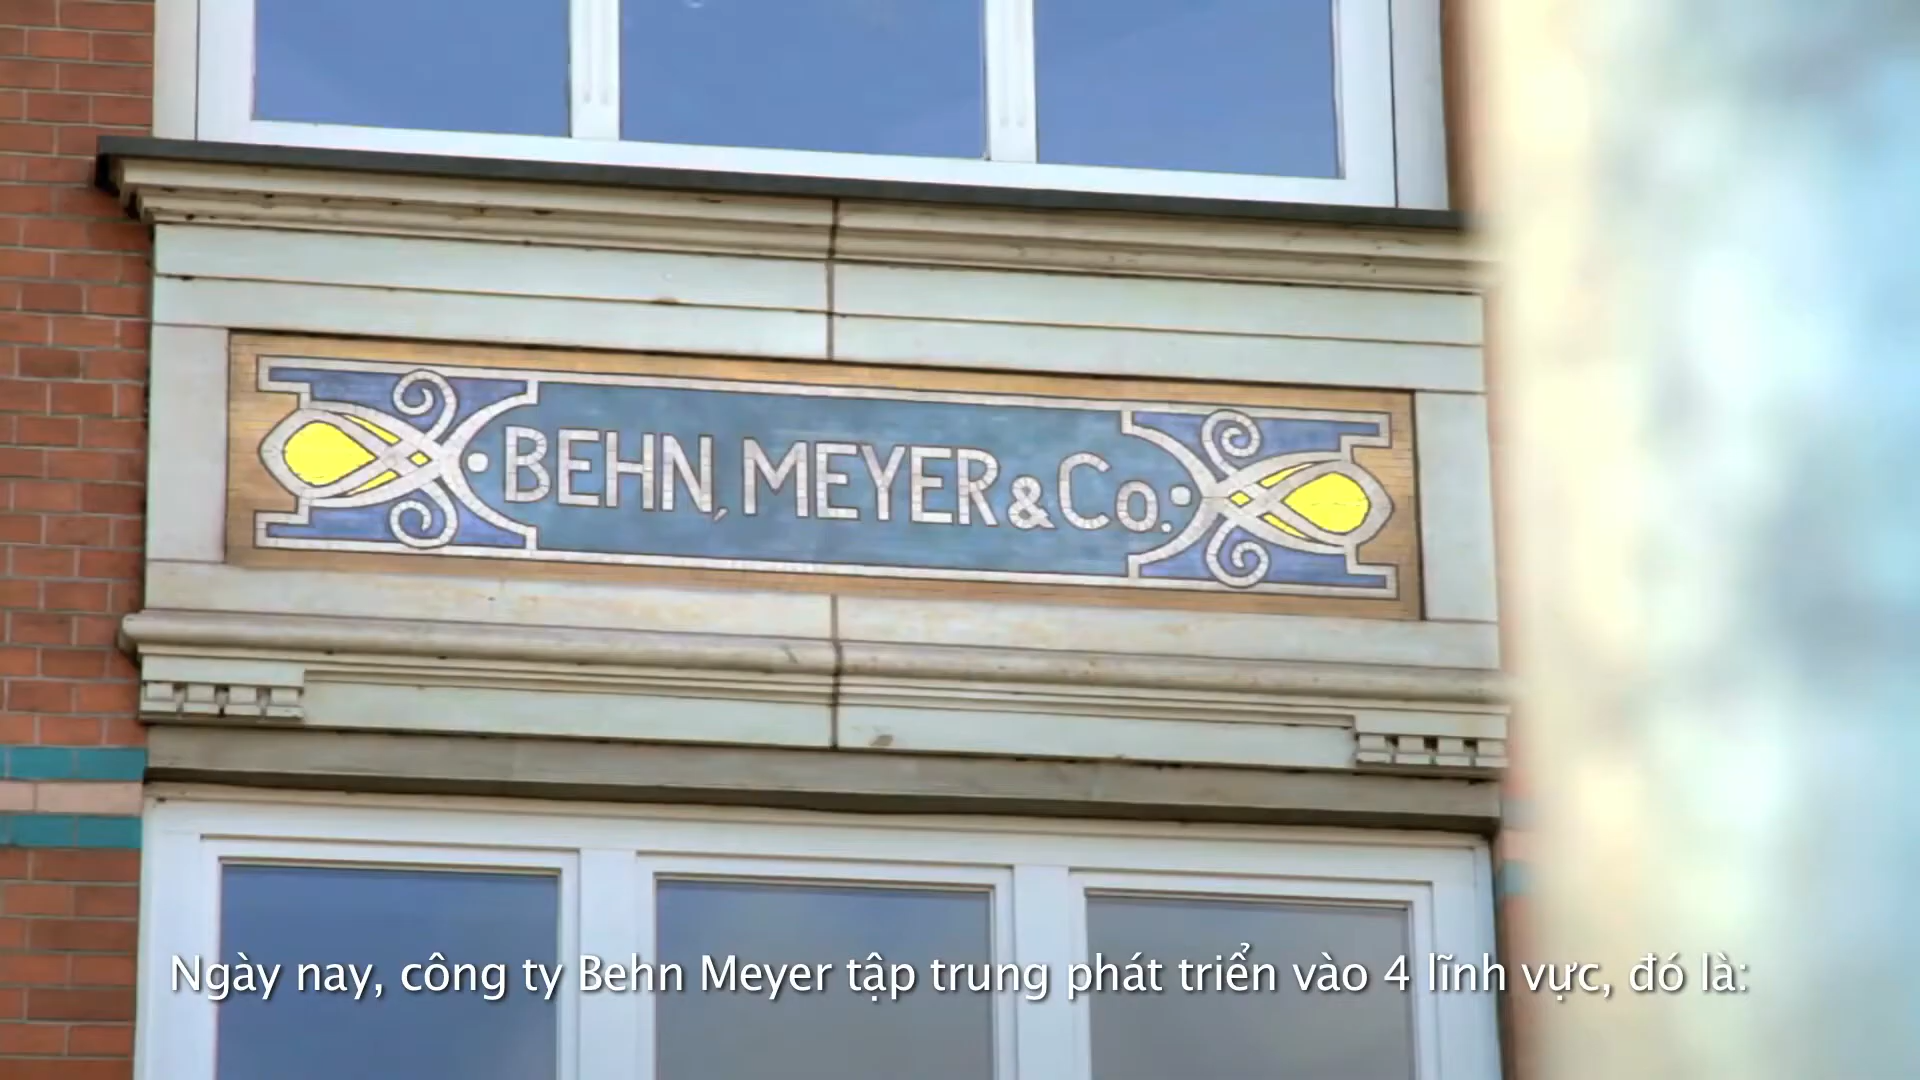 BEHN, MEYER & Co.
Ngày nay, công ty Behn Meyer tập trung phát triển vào 4 lĩnh vực, đó là: